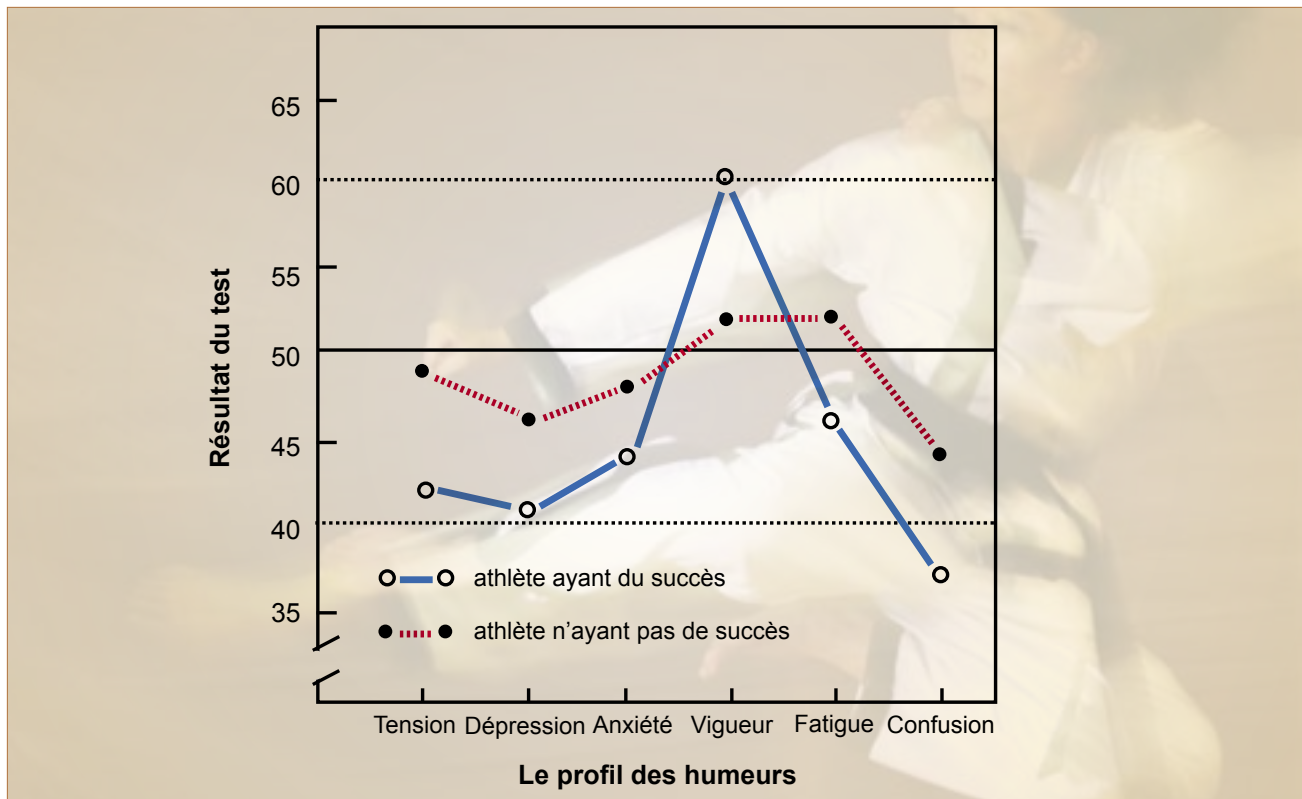 65
60
55
50
45
40
35
Résultat du test
athlète ayant du succès
athlète n'ayant pas de succès
Tension Dépression Anxiété Vigueur Fatigue Confusion
Le profil des humeurs